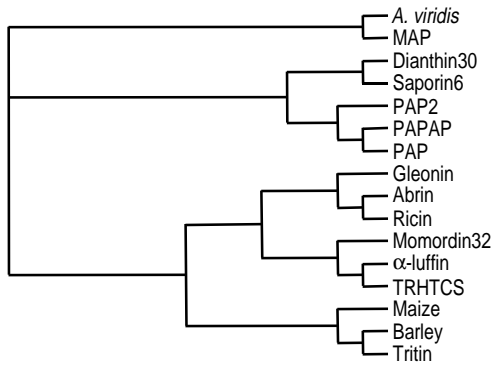 A. viridis
MAP
Dianthin30
Saporin6
PAP2
PAPAP
PAP
Gleonin
Abrin
Ricin
Momordin32
α-luffin
TRHTCS
Maize
Barley
Tritin